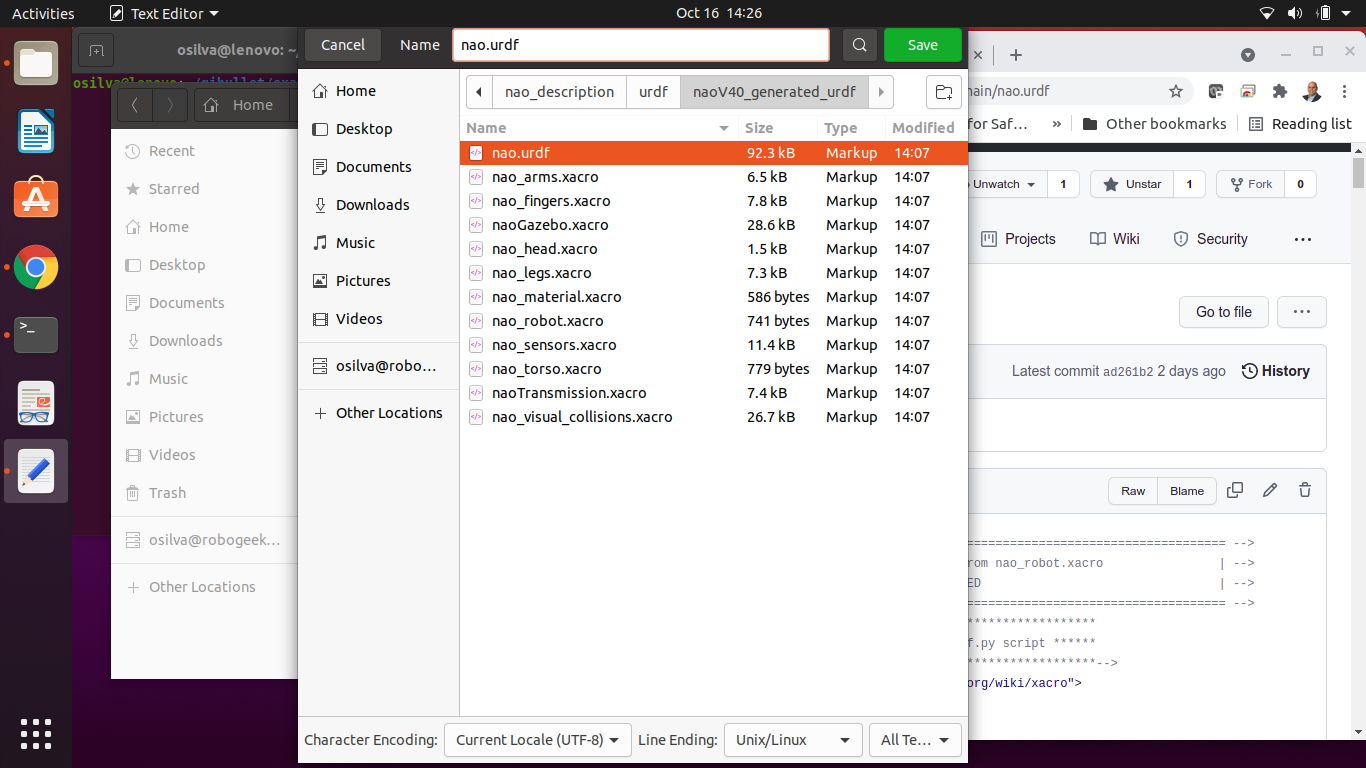 Activities
Text Editor
Oct 16 14:26
osilva@lenovo: ~/
Home
Recent
Starred
Home
Desktop
Documents
Downloads
Music
Pictures
Videos
Trash
osilva@robogeek…
Other Locations
Cancel
Name
nao.urdf
Save
Home
Desktop
Documents
Downloads
Music
Pictures
Videos
osilva@robo…
Other Locations
nao_description
urdf
naoV40_generated_urdf
Name Size Type Modified
nao.urdf 92.3 kB Markup 14:07
nao_arms.xacro 6.5 kB Markup 14:07
nao_fingers.xacro 7.8 kB Markup 14:07
naoGazebo.xacro 28.6 kB Markup 14:07
nao_head.xacro 1.5 kB Markup 14:07
nao_legs.xacro 7.3 kB Markup 14:07
nao_material.xacro 586 bytes Markup 14:07
nao_robot.xacro 741 bytes Markup 14:07
nao_sensors.xacro 11.4 kB Markup 14:07
nao_torso.xacro 779 bytes Markup 14:07
naoTransmission.xacro 7.4 kB Markup 14:07
nao_visual_collisions.xacro 26.7 kB Markup 14:07
Character Encoding: Current Locale (UTF-8) Line Ending: Unix/Linux All Te…
ain/nao.urdf
for Saf… » Other bookmarks Reading list
Unwatch 1 Unstar 1 Fork 0
Projects Wiki Security ...
Go to file ...
Latest commit ad261b2 2 days ago History
Raw Blame
==================================== -->
rom nao_robot.xacro | -->
ED | -->
==================================== -->
******************
f.py script ******
******************-->
org/wiki/xacro">